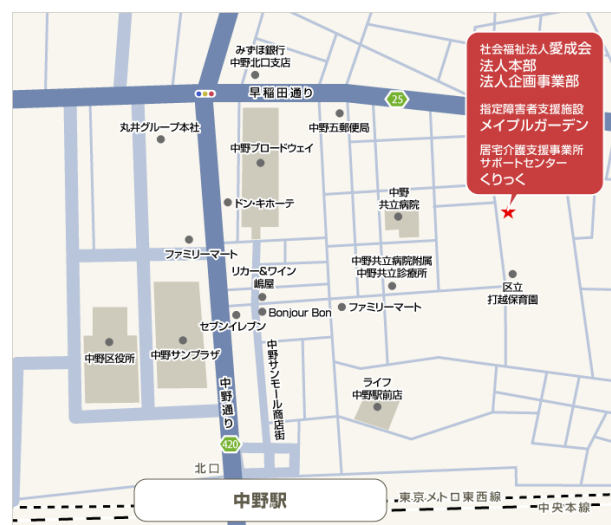 みずほ銀行
中野北口支店
早稲田通り
25
社会福祉法人愛成会
法人本部
法人企画事業部
指定障害者支援施設
メイプルガーデン
居宅介護支援事業所
サポートセンター
くりっく
丸井グループ本社
中野五郵便局
中野ブロードウェイ
ドン・キホーテ
中野
共立病院
ファミリーマート
リカー&ワイン
嶋屋
中野共立病院附属
中野共立診療所
区立
打越保育園
Bonjour Bon
ファミリーマート
セブンイレブン
中野区役所
中野サンプラザ
中野サンモール商店街
中野通り
ライフ
中野駅前店
420
北口
中野駅
東京メトロ東西線
中央本線